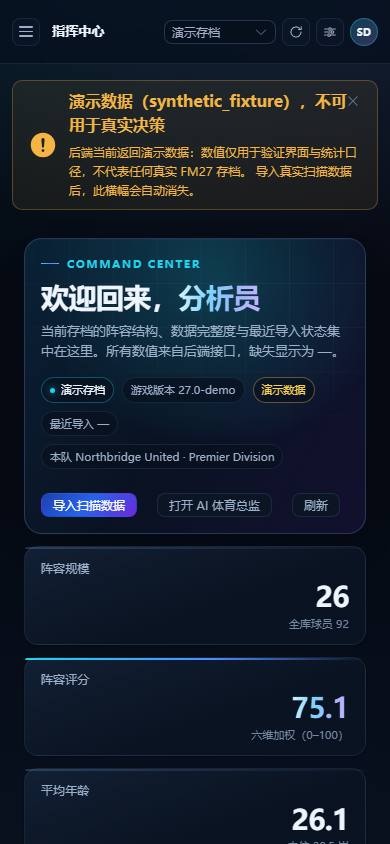 指挥中心
演示存档
SD
演示数据（synthetic_fixture），不可
用于真实决策
后端当前返回演示数据：数值仅用于验证界面与统计口
径，不代表任何真实 FM27 存档。 导入真实扫描数据
后，此横幅会自动消失。
COMMAND CENTER
欢迎回来，分析员
当前存档的阵容结构、数据完整度与最近导入状态集
中在这里。所有数值来自后端接口，缺失显示为 —。
演示存档
游戏版本 27.0-demo
演示数据
最近导入 —
本队 Northbridge United · Premier Division
导入扫描数据
打开 AI 体育总监
刷新
阵容规模
26
全库球员 92
阵容评分
75.1
六维加权（0–100）
平均年龄
26.1